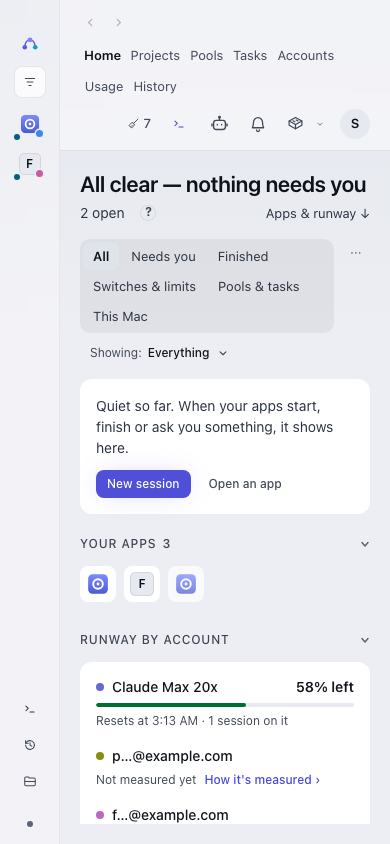 Home Projects Pools Tasks Accounts
Usage History
7 S
F
All clear — nothing needs you
2 open ? Apps & runway ↓
All Needs you Finished ...
Switches & limits Pools & tasks
This Mac
Showing: Everything
Quiet so far. When your apps start,
finish or ask you something, it shows
here.
New session Open an app
YOUR APPS 3
F
RUNWAY BY ACCOUNT
Claude Max 20x 58% left
Resets at 3:13 AM · 1 session on it
p...@example.com
Not measured yet How it's measured ›
f...@example.com